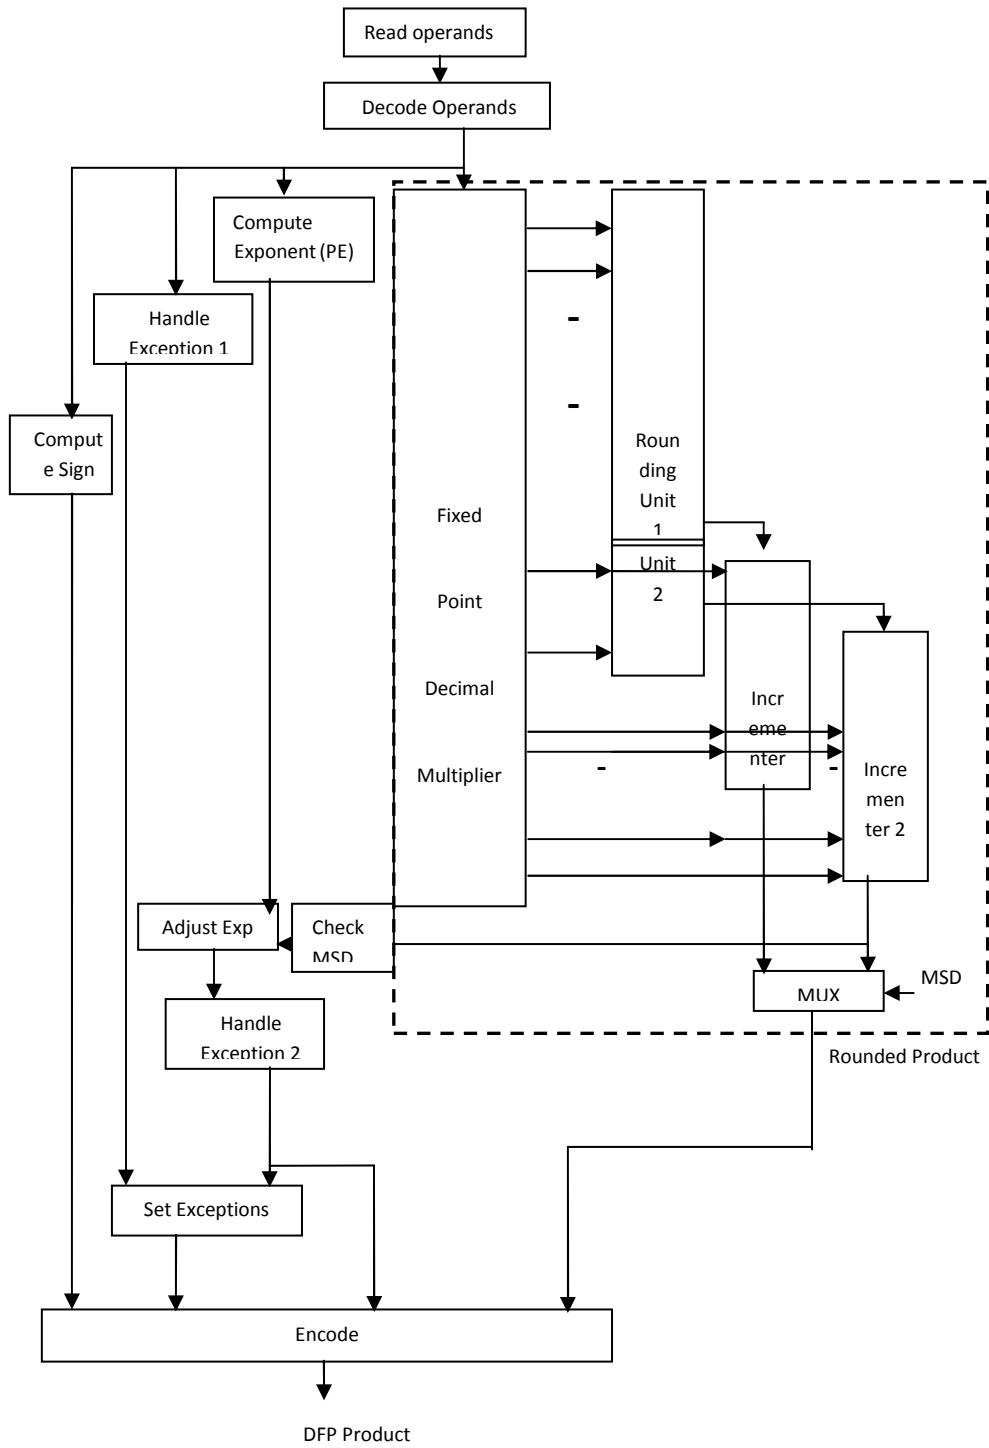 Read operands
Decode Operands
Compute
Exponent (PE)
Handle
Exception 1
Comput
e Sign
Fixed
Point
Decimal
Multiplier
Roun
ding
Unit
1
Unit
2
Incr
eme
nter
Incre
men
ter 2
Adjust Exp
Check
MSD
MUX
MSD
Handle
Exception 2
Rounded Product
Set Exceptions
Encode
DFP Product